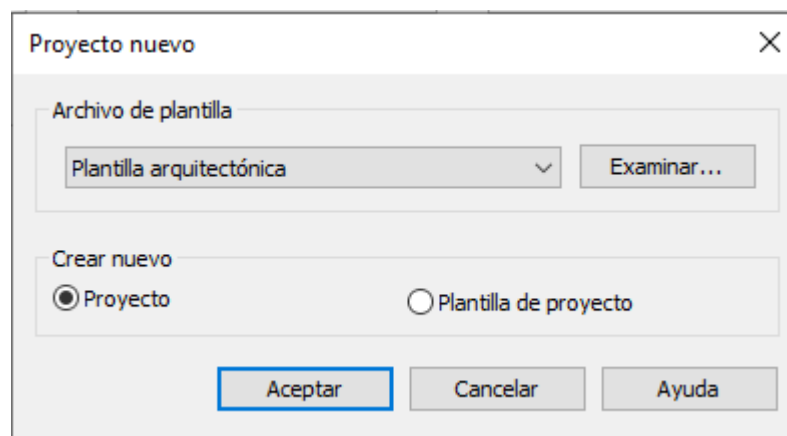 Proyecto nuevo
Archivo de plantilla
Plantilla arquitectónica
Examinar...
Crear nuevo
Proyecto
Plantilla de proyecto
Aceptar
Cancelar
Ayuda